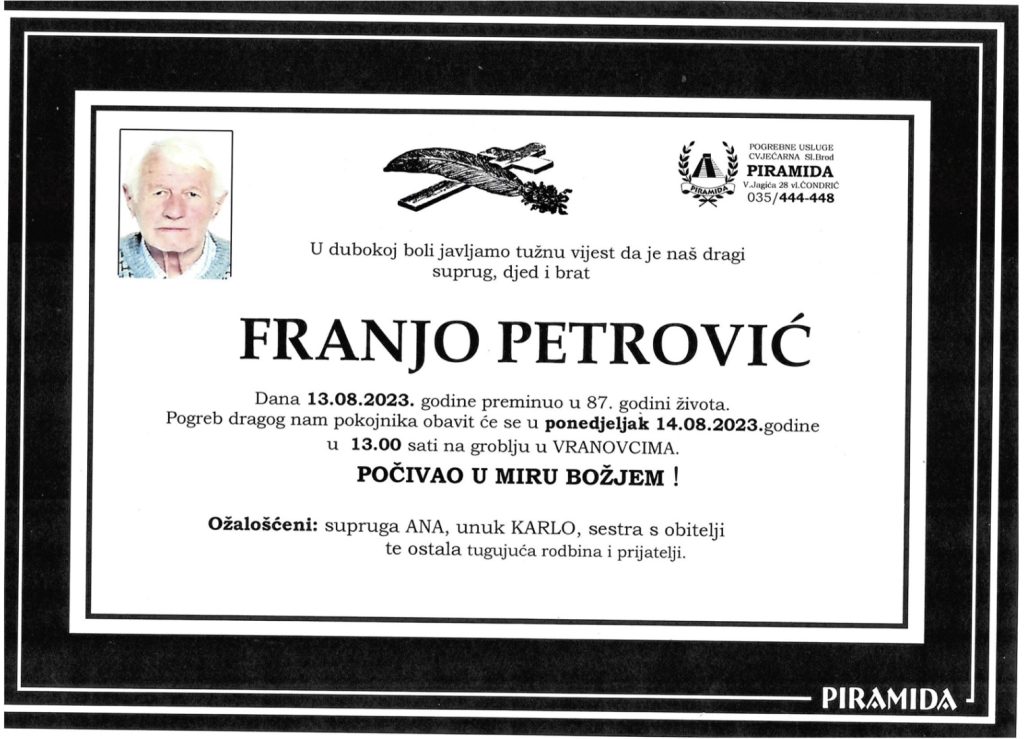 POGREBNE USLUGE
CVJEĆARNA Sl.Brod
PIRAMIDA
V.Jagića 28 vl.ČONDRIĆ
035/444-448
PIRAMIDA
U dubokoj boli javljamo tužnu vijest da je naš dragi
suprug, djed i brat
FRANJO PETROVIĆ
Dana 13.08.2023. godine preminuo u 87. godini života.
Pogreb dragog nam pokojnika obavit će se u ponedjeljak 14.08.2023.godine
u 13.00 sati na groblju u VRANOVCIMA.
POČIVAO U MIRU BOŽJEM !
Ožalošćeni: supruga ANA, unuk KARLO, sestra s obitelji
te ostala tugujuća rodbina i prijatelji.
PIRAMIDA